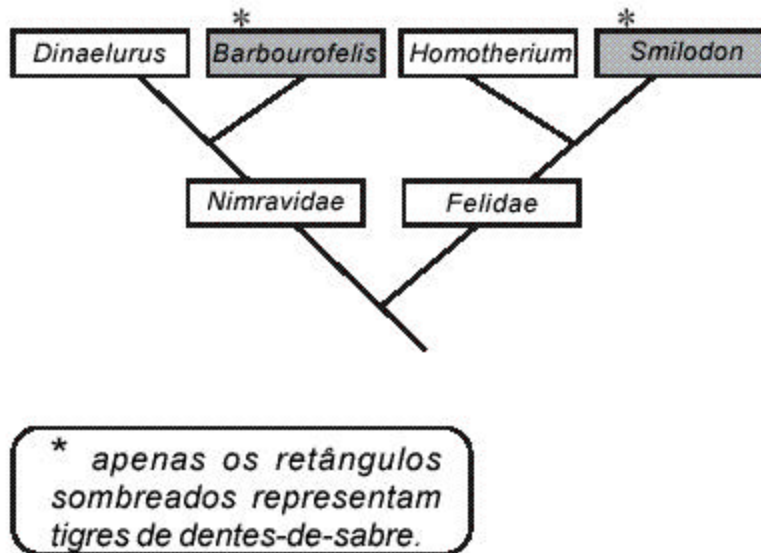 * *
Dinaelurus Barbourofelis Homotherium Smilodon
Nimravidae Felidae
* apenas os retângulos
sombreados representam
tigres de dentes-de-sabre.